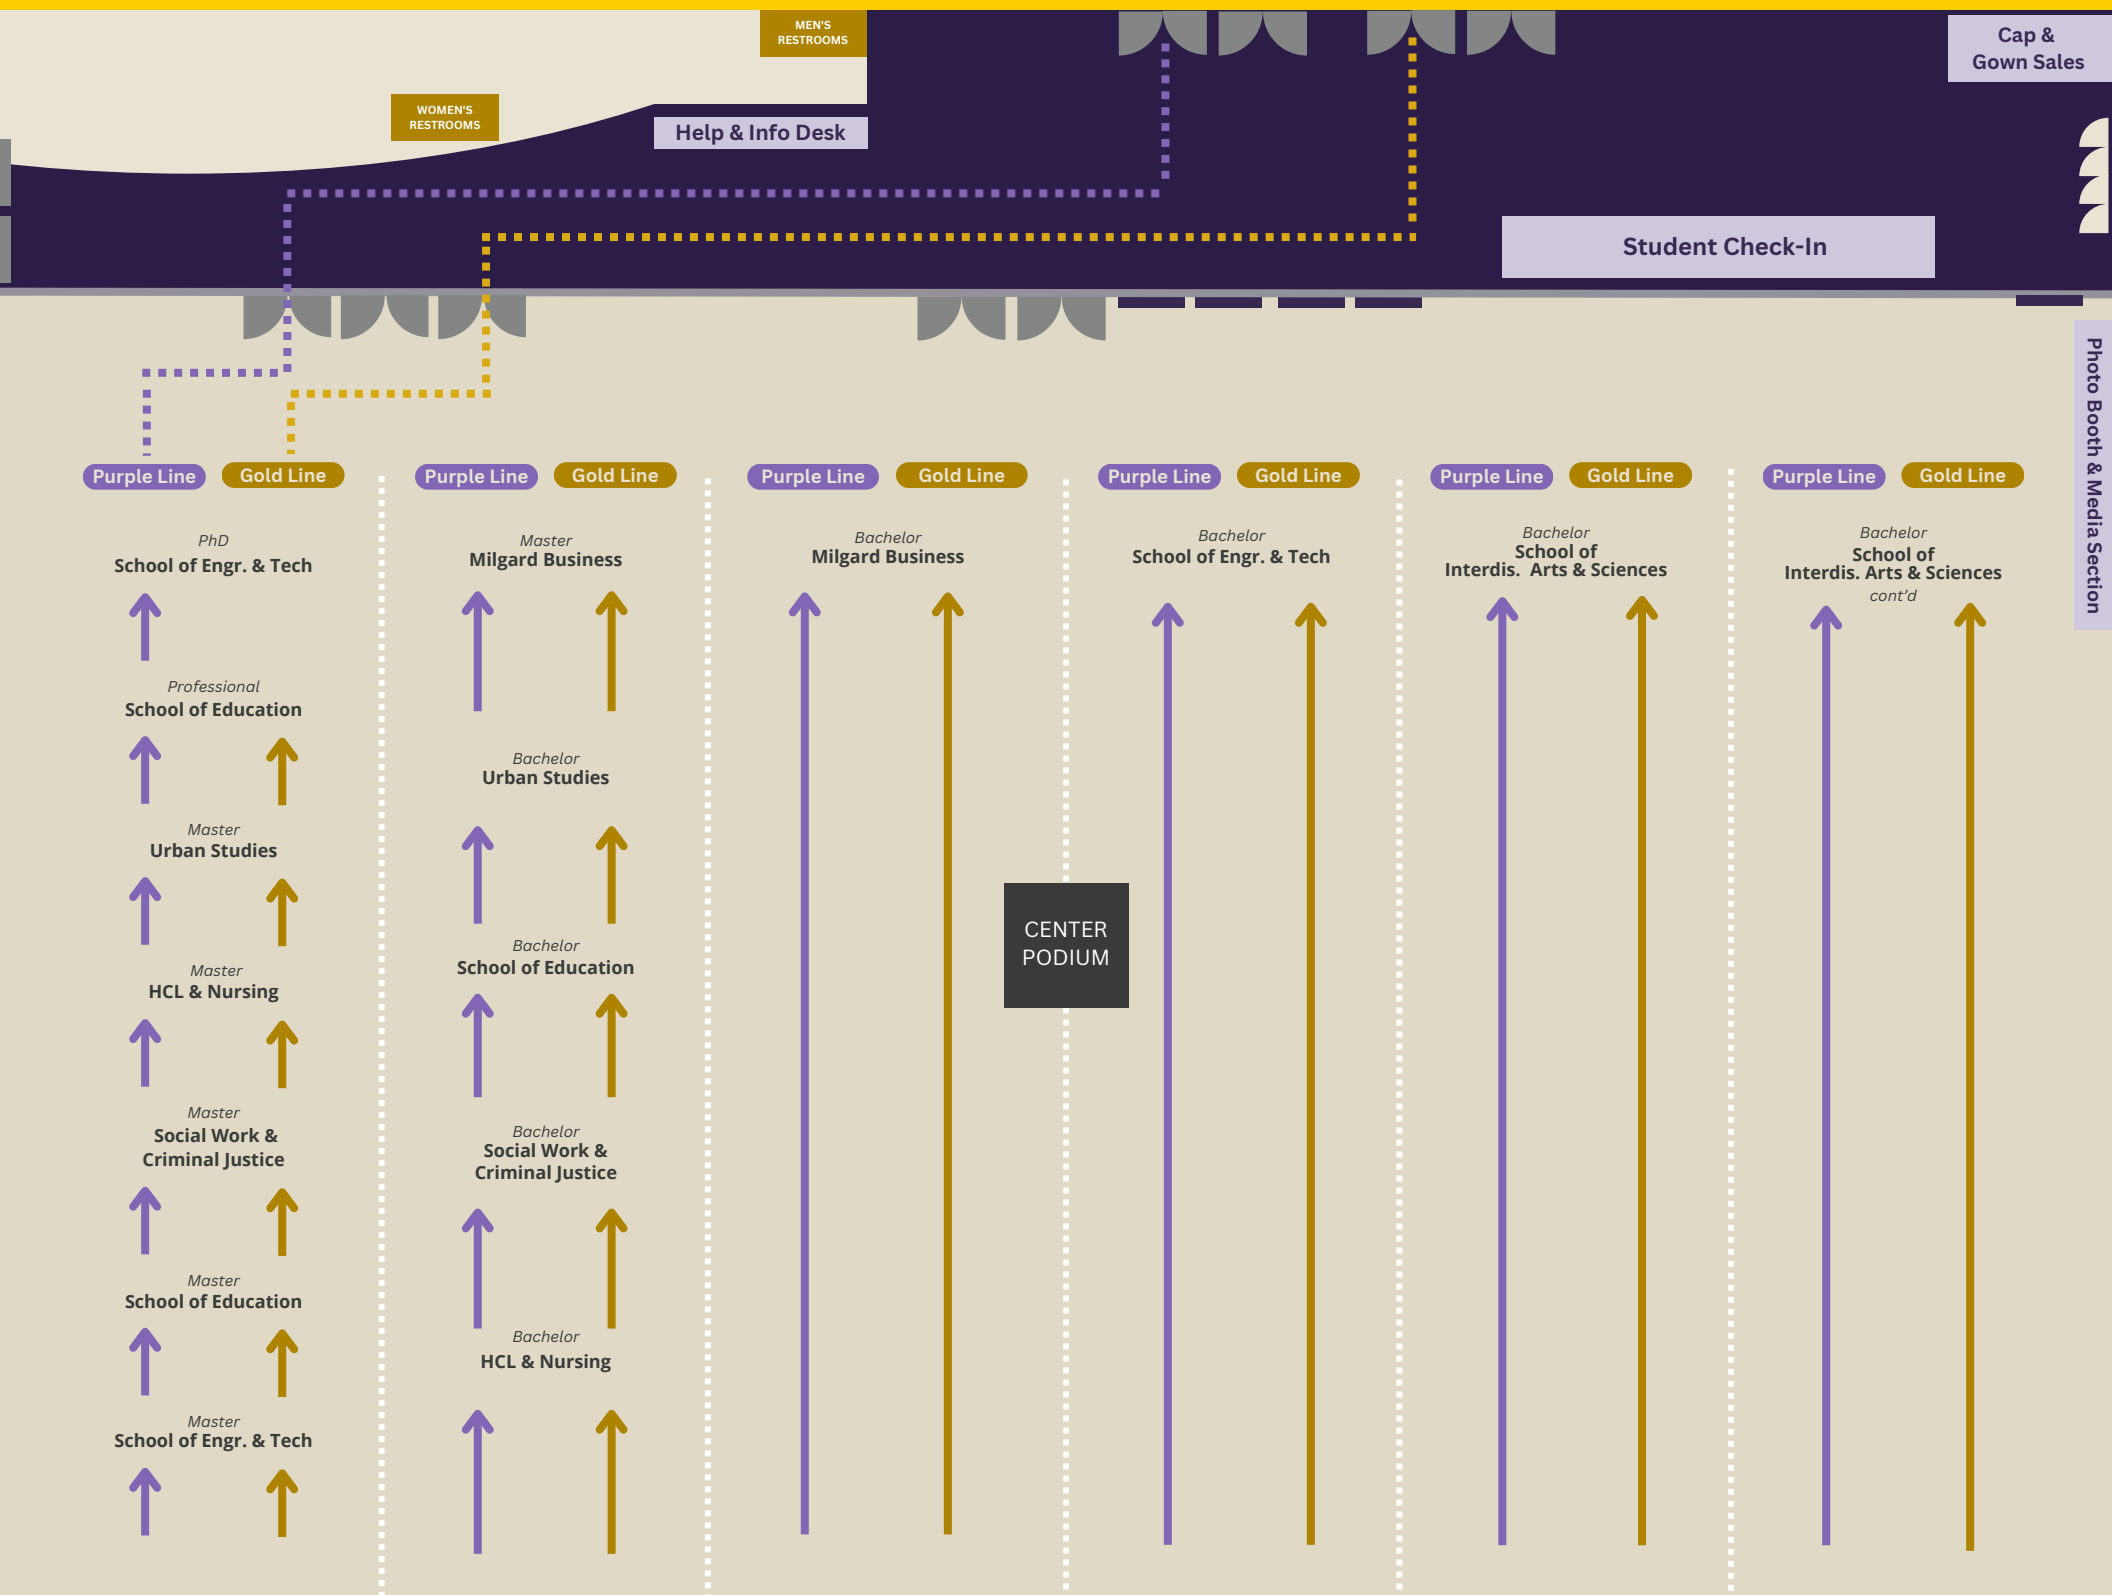 MEN'S
RESTROOMS
Cap &
Gown Sales
WOMEN'S
RESTROOMS
Help & Info Desk
Student Check-In
Photo Booth & Media Section
Purple Line
Gold Line
PhD
School of Engr. & Tech
Professional
School of Education
Master
Urban Studies
Master
HCL & Nursing
Master
Social Work &
Criminal Justice
Master
School of Education
Master
School of Engr. & Tech
Purple Line
Gold Line
Master
Milgard Business
Bachelor
Urban Studies
Bachelor
School of Education
Bachelor
Social Work &
Criminal Justice
Bachelor
HCL & Nursing
Purple Line
Gold Line
Bachelor
Milgard Business
CENTER
PODIUM
Purple Line
Gold Line
Bachelor
School of Engr. & Tech
Purple Line
Gold Line
Bachelor
School of
Interdis.  Arts & Sciences
Purple Line
Gold Line
Bachelor
School of
Interdis. Arts & Sciences
cont’d